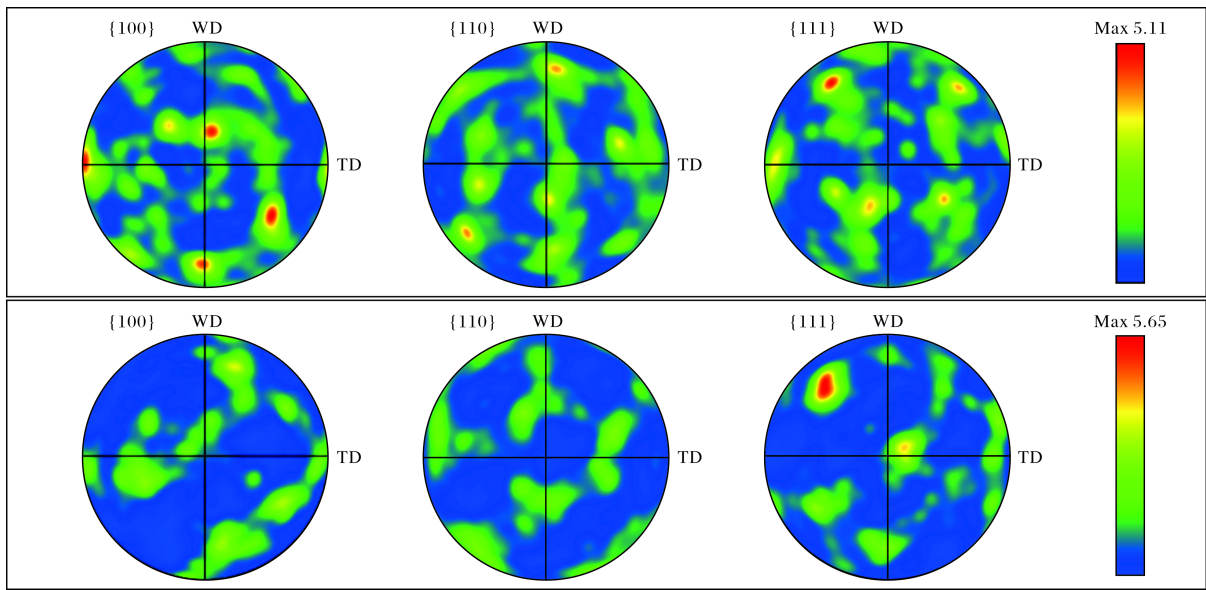 {100} WD {110} WD {111} WD Max 5.11
TD TD TD
{100} WD {110} WD {111} WD Max 5.65
TD TD TD